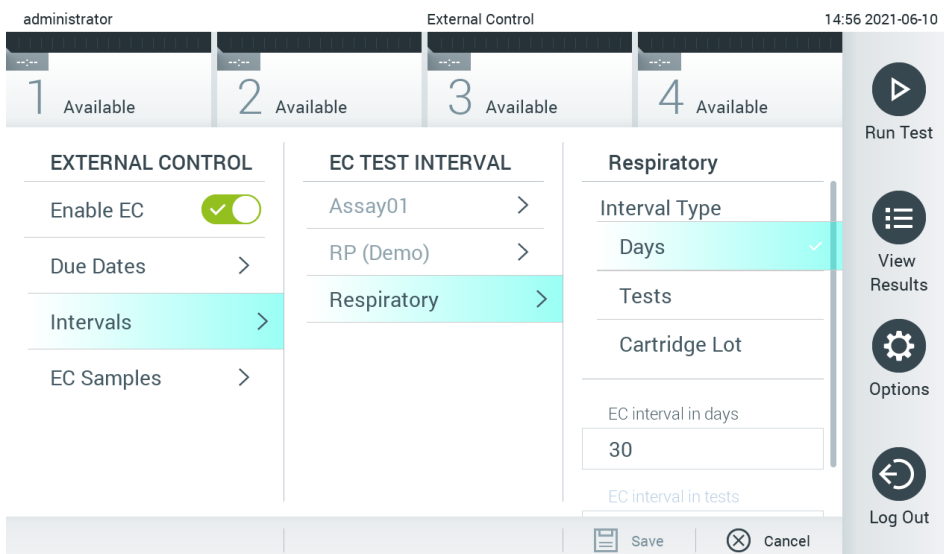 administrator
External Control
14:56 2021-06-10
--:--
1 Available
--:--
2 Available
--:--
3 Available
--:--
4 Available
Run Test
View
Results
Options
Log Out
EXTERNAL CONTROL
Enable EC
Due Dates
Intervals
EC Samples
EC TEST INTERVAL
Assay01
RP (Demo)
Respiratory
Respiratory
Interval Type
Days
Tests
Cartridge Lot
EC interval in days
30
EC interval in tests
Save
Cancel